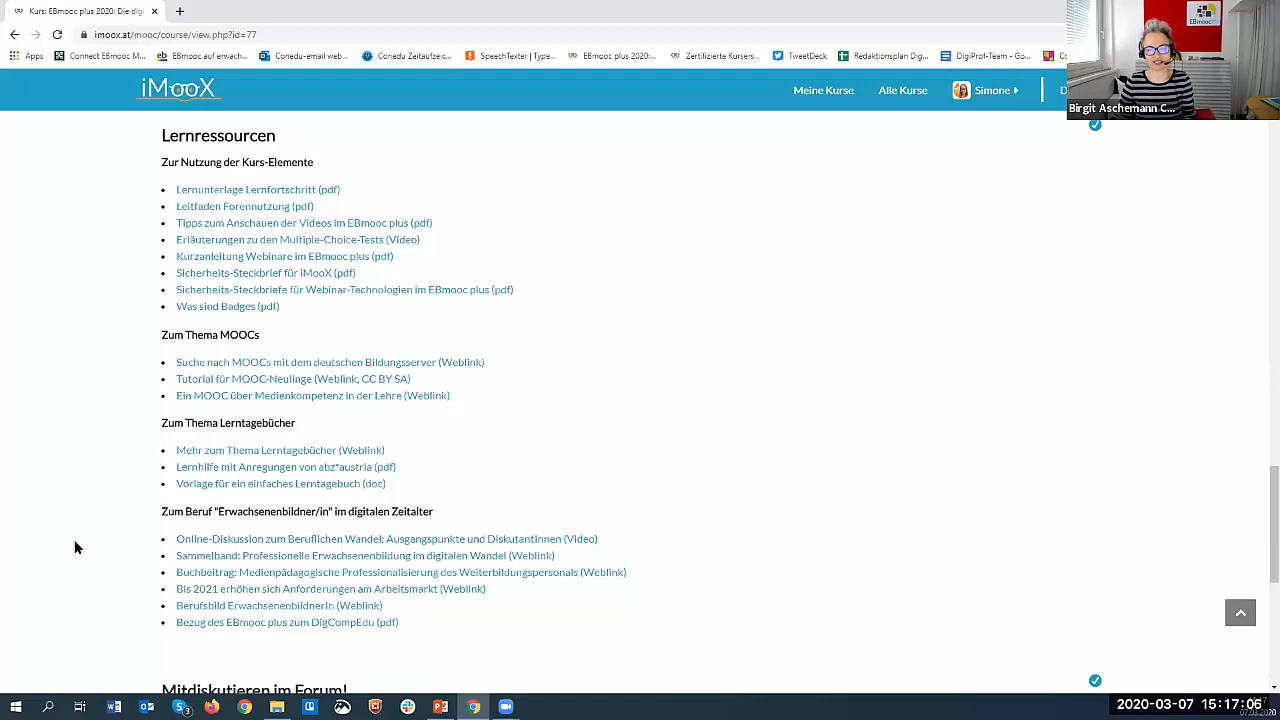 Kurs: EBmooc plus 2020: Die di
imoox.at/mooc/course/view.php?id=77
Apps
Connect EBmooc M...
EBmooc auf erwach...
Conedu-email web...
Conedu Zeitaufze...
SpeechTexter | Type...
EBmooc plus 2020...
Zertifizierte Kursers...
TweetDeck
Redaktionsplan Dig...
DigiProf-Team - Go...
iMooX
Meine Kurse
Alle Kurse
Simone
Birgit Aschemann C...
Lernressourcen
Zur Nutzung der Kurs-Elemente
Lernunterlage Lernfortschritt (pdf)
Leitfaden Forennutzung (pdf)
Tipps zum Anschauen der Videos im EBmooc plus (pdf)
Erläuterungen zu den Multiple-Choice-Tests (Video)
Kurzanleitung Webinare im EBmooc plus (pdf)
Sicherheits-Steckbrief für iMooX (pdf)
Sicherheits-Steckbriefe für Webinar-Technologien im EBmooc plus (pdf)
Was sind Badges (pdf)
Zum Thema MOOCs
Suche nach MOOCs mit dem deutschen Bildungsserver (Weblink)
Tutorial für MOOC-Neulinge (Weblink, CC BY SA)
Ein MOOC über Medienkompetenz in der Lehre (Weblink)
Zum Thema Lerntagebücher
Mehr zum Thema Lerntagebücher (Weblink)
Lernhilfe mit Anregungen von abz*austria (pdf)
Vorlage für ein einfaches Lerntagebuch (doc)
Zum Beruf "Erwachsenenbildner/in" im digitalen Zeitalter
Online-Diskussion zum Beruflichen Wandel: Ausgangspunkte und DiskutantInnen (Video)
Sammelband: Professionelle Erwachsenenbildung im digitalen Wandel (Weblink)
Buchbeitrag: Medienpädagogische Professionalisierung des Weiterbildungspersonals (Weblink)
Bis 2021 erhöhen sich Anforderungen am Arbeitsmarkt (Weblink)
Berufsbild ErwachsenenbildnerIn (Weblink)
Bezug des EBmooc plus zum DigCompEdu (pdf)
Mitdiskutieren im Forum!
2020-03-07 15:17:06